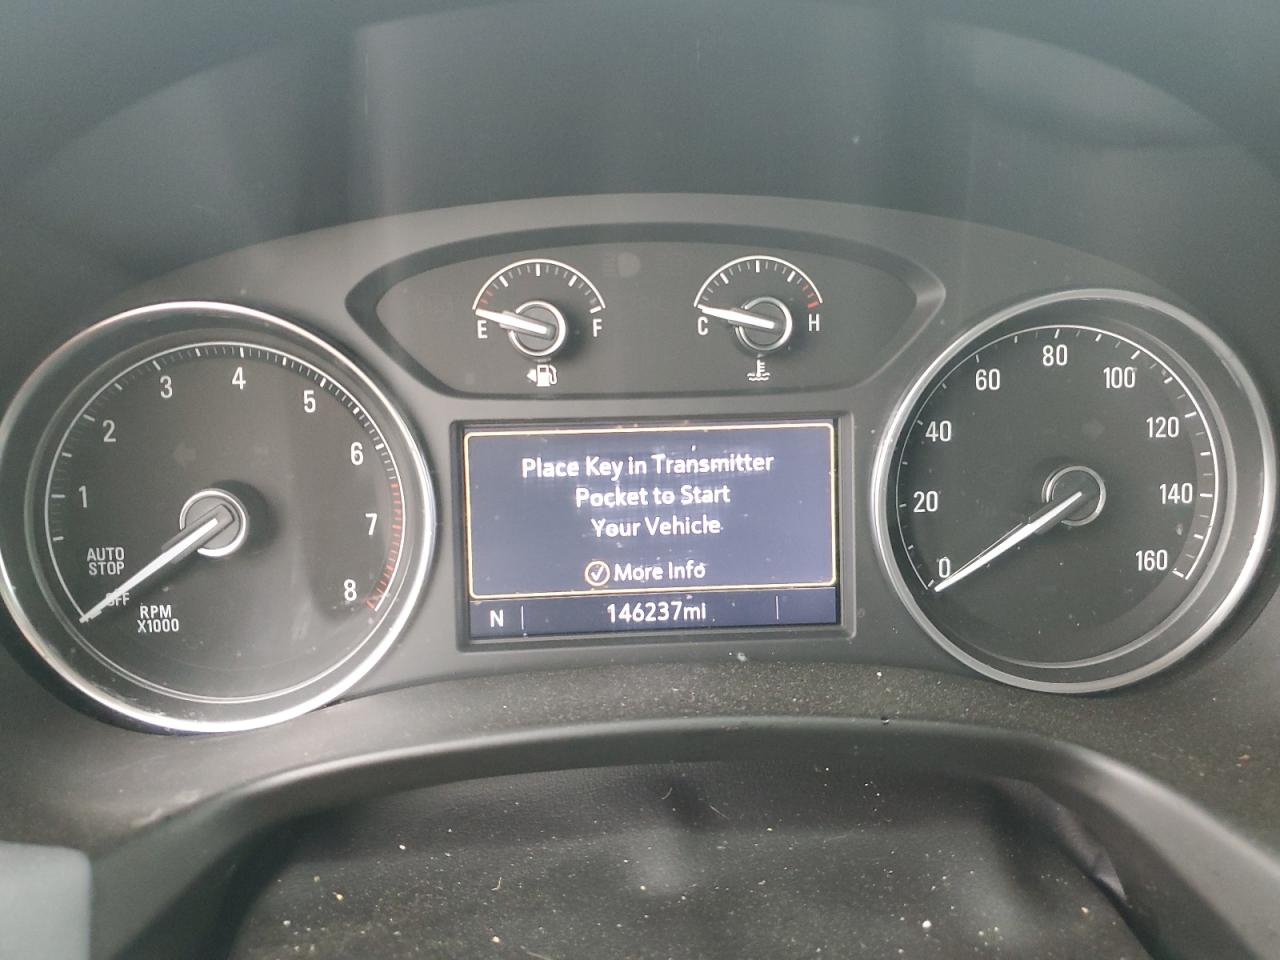 E
F
C
H
1
2
3
4
5
6
7
8
AUTO
STOP
OFF
RPM
X1000
Place Key in Transmitter
Pocket to Start
Your Vehicle
More Info
N
146237mi
0
20
40
60
80
100
120
140
160